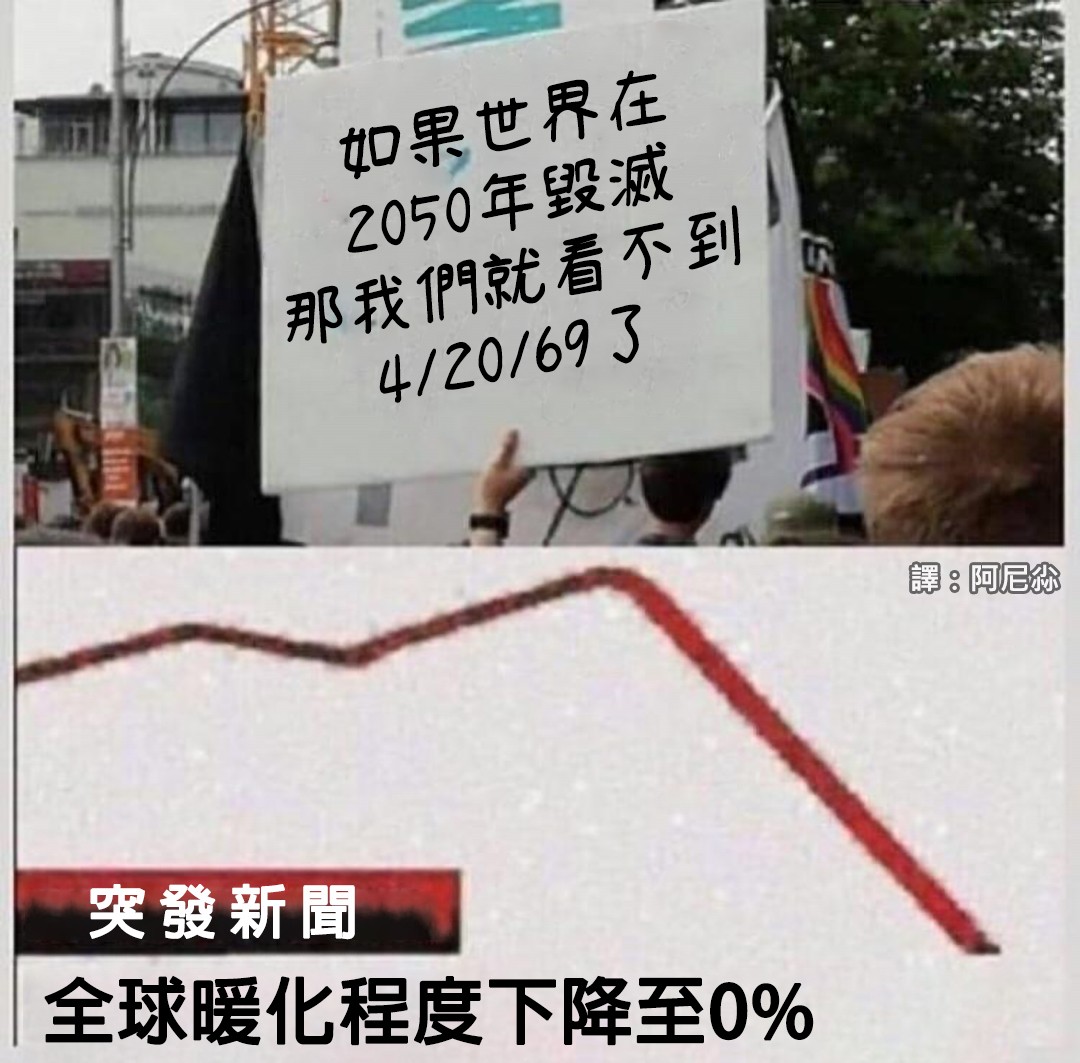 如果世界在
2050年毀滅
那我們就看不到
4/20/69了
譯：阿尼尛
突發新聞
全球暖化程度下降至0%